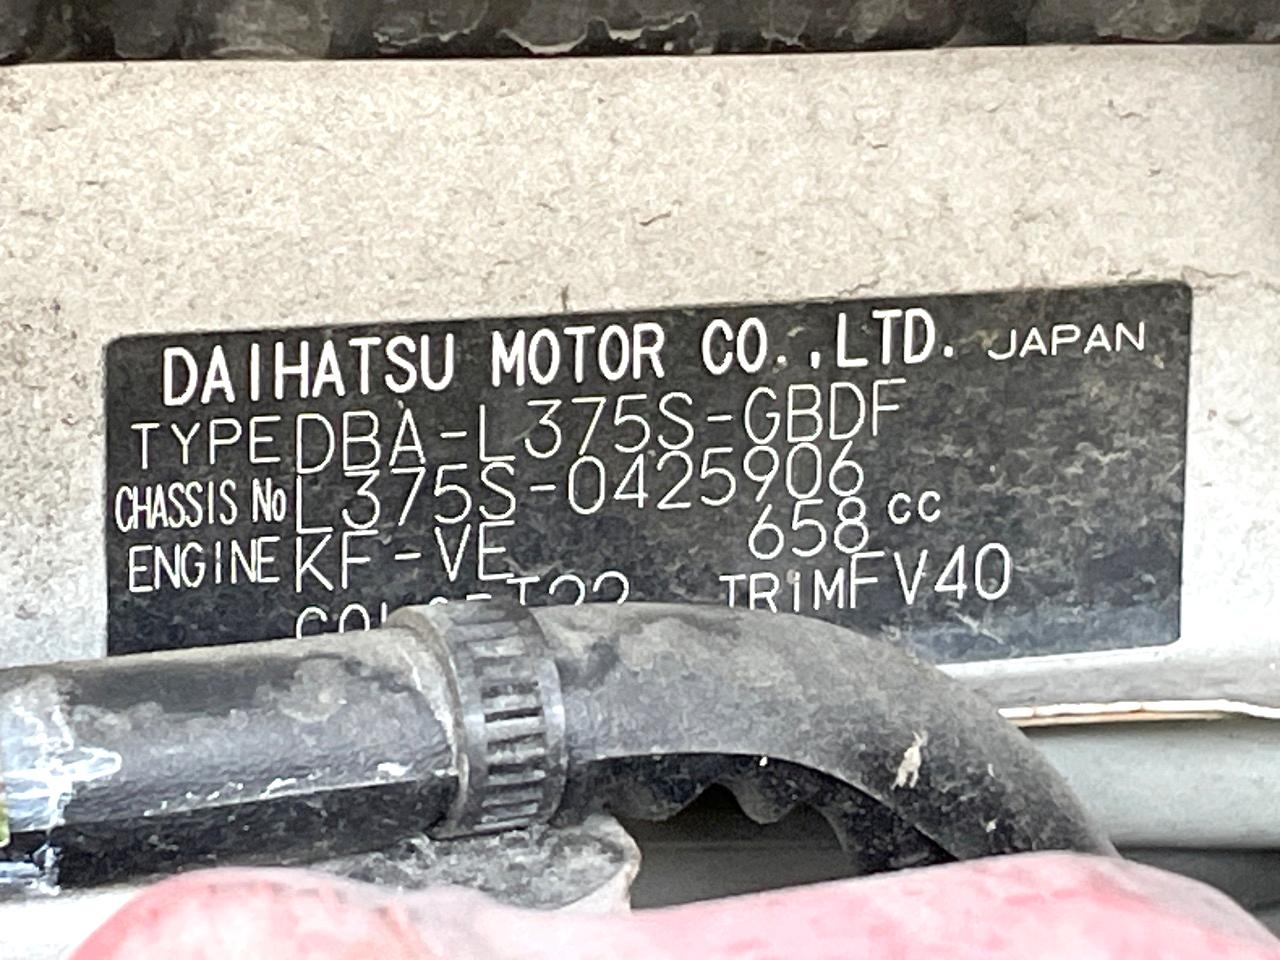 DAIHATSU MOTOR CO.,LTD. JAPAN
TYPE DBA-L375S-GBDF
CHASSIS No L375S-0425906
ENGINE KF-VE 658 cc
TRIM FV40